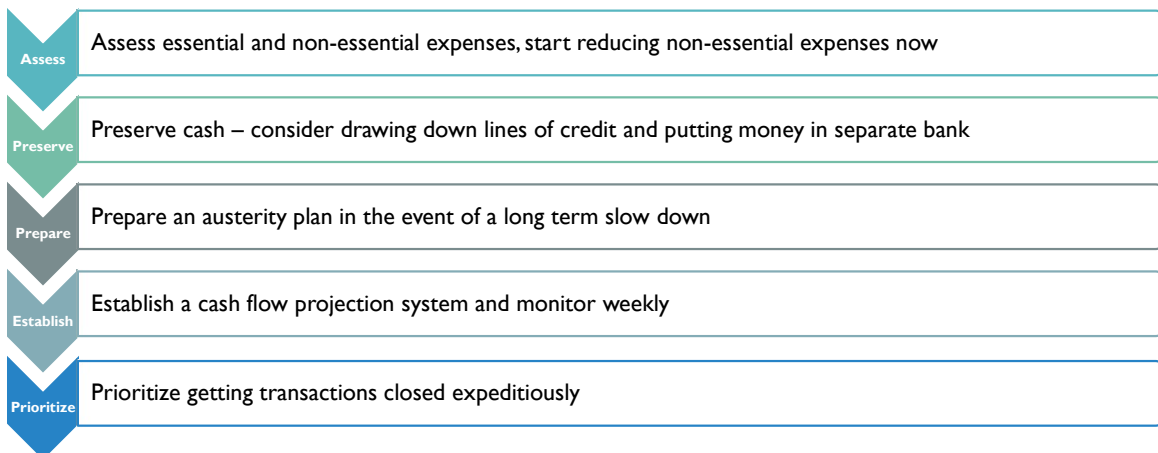 Assess
Assess essential and non-essential expenses, start reducing non-essential expenses now
Preserve
Preserve cash – consider drawing down lines of credit and putting money in separate bank
Prepare
Prepare an austerity plan in the event of a long term slow down
Establish
Establish a cash flow projection system and monitor weekly
Prioritize
Prioritize getting transactions closed expeditiously